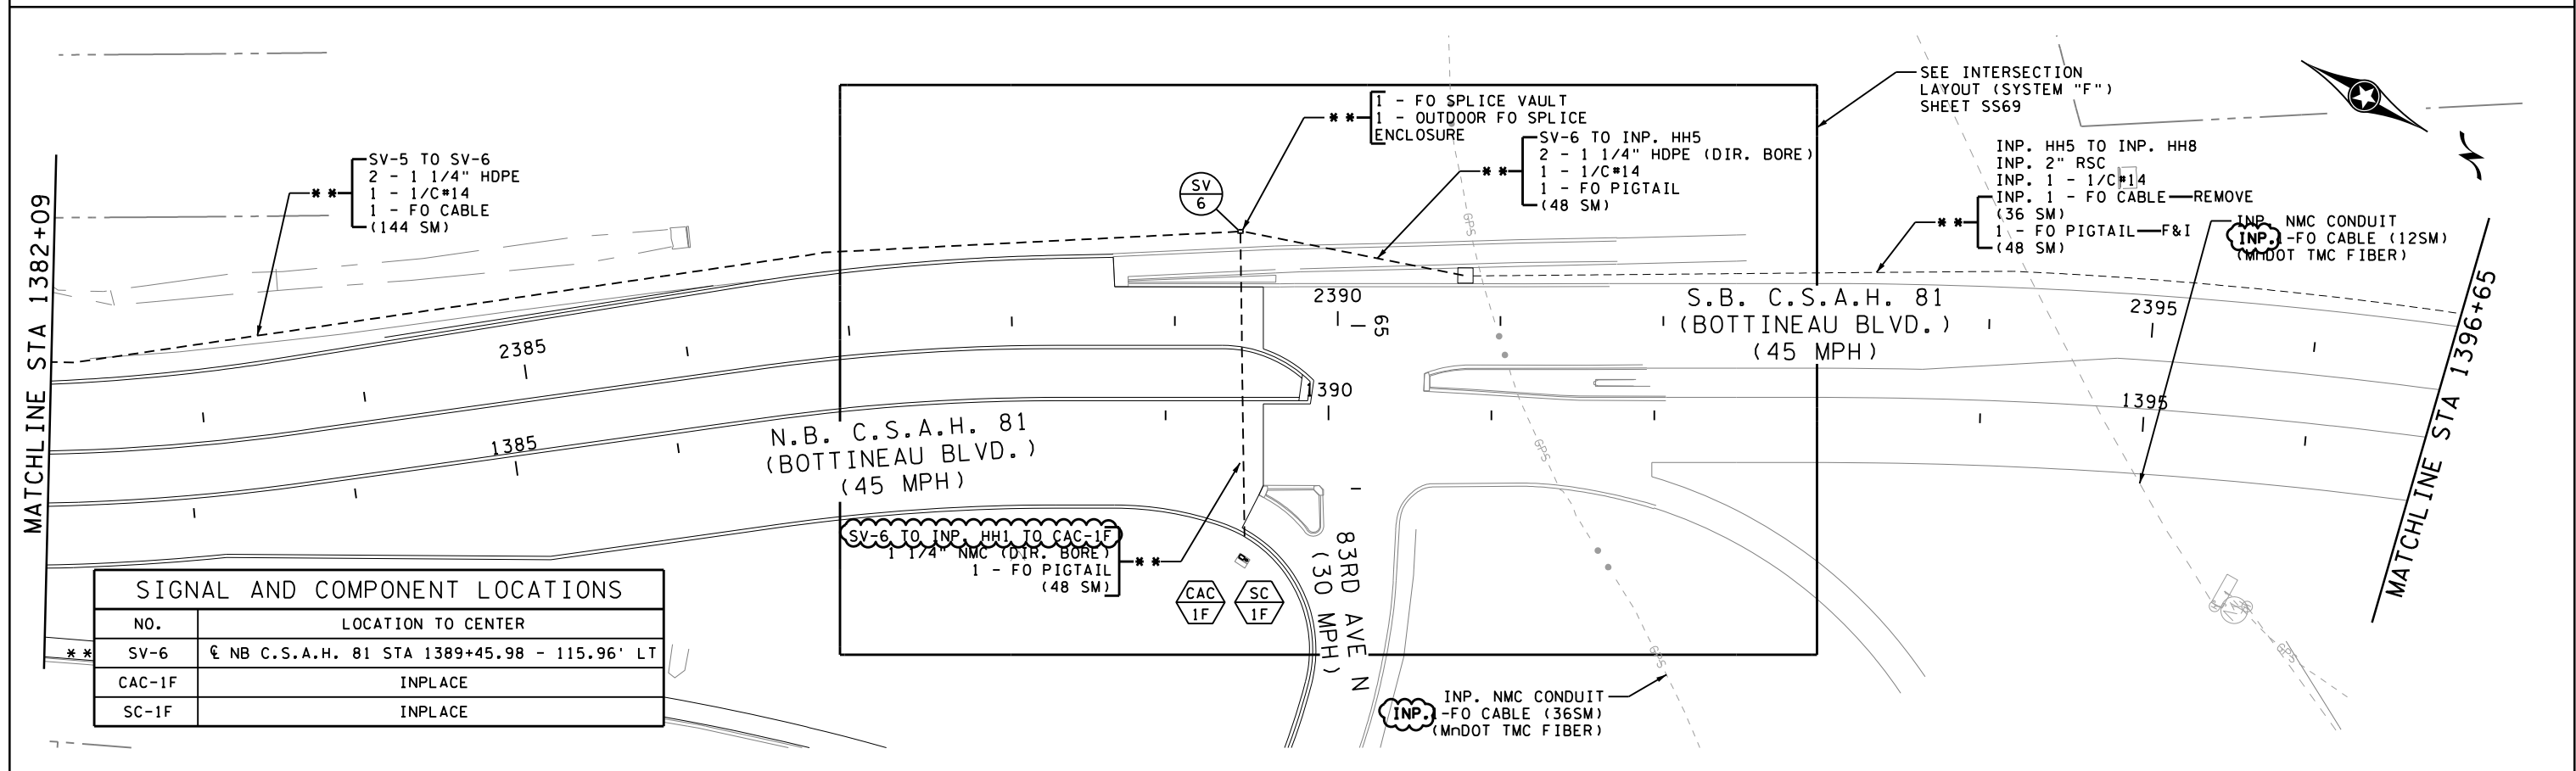 MATCHLINE STA 1382+09
SV-5 TO SV-6
2 - 1 1/4" HDPE
1 - 1/C#14
1 - FO CABLE
(144 SM)
SV
6
1 - FO SPLICE VAULT
1 - OUTDOOR FO SPLICE
ENCLOSURE
SV-6 TO INP. HH5
2 - 1 1/4" HDPE (DIR. BORE)
1 - 1/C#14
1 - FO PIGTAIL
(48 SM)
SEE INTERSECTION
LAYOUT (SYSTEM "F")
SHEET SS69
INP. HH5 TO INP. HH8
INP. 2" RSC
INP. 1 - 1/C#14
INP. 1 - FO CABLE REMOVE
(36 SM)
1 - FO PIGTAIL F&I
(48 SM)
INP. NMC CONDUIT
INP. 1-FO CABLE (12SM)
(MnDOT TMC FIBER)
N
MATCHLINE STA 1396+65
2385
2390
65
2395
1385
1390
1395
S.B. C.S.A.H. 81
(BOTTINEAU BLVD.)
(45 MPH)
N.B. C.S.A.H. 81
(BOTTINEAU BLVD.)
(45 MPH)
GPS
GPS
GPS
GPS
SV-6 TO INP. HH1 TO CAC-1F
1 1/4" NMC (DIR. BORE)
1 - FO PIGTAIL
(48 SM)
CAC
1F
SC
1F
83RD AVE N
(30 MPH)
INP. NMC CONDUIT
INP. 1-FO CABLE (36SM)
(MnDOT TMC FIBER)
SIGNAL AND COMPONENT LOCATIONS
NO. LOCATION TO CENTER
** SV-6 ℄ NB C.S.A.H. 81 STA 1389+45.98 - 115.96' LT
CAC-1F INPLACE
SC-1F INPLACE